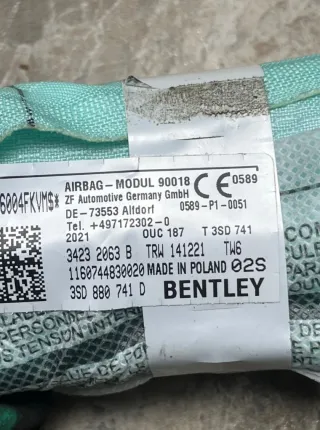 AIRBAG-MODUL 90018 CE 0589
6004FKVM$* ZF Automotive Germany GmbH
DE-73553 Alfdorf 0589-P1-0051
Tel. +497172302-0
2021 OUC 187 T 3SD 741
3423 2063 B TRW 141221 TW6
1160744830020 MADE IN POLAND 02S
3SD 880 741 D BENTLEY